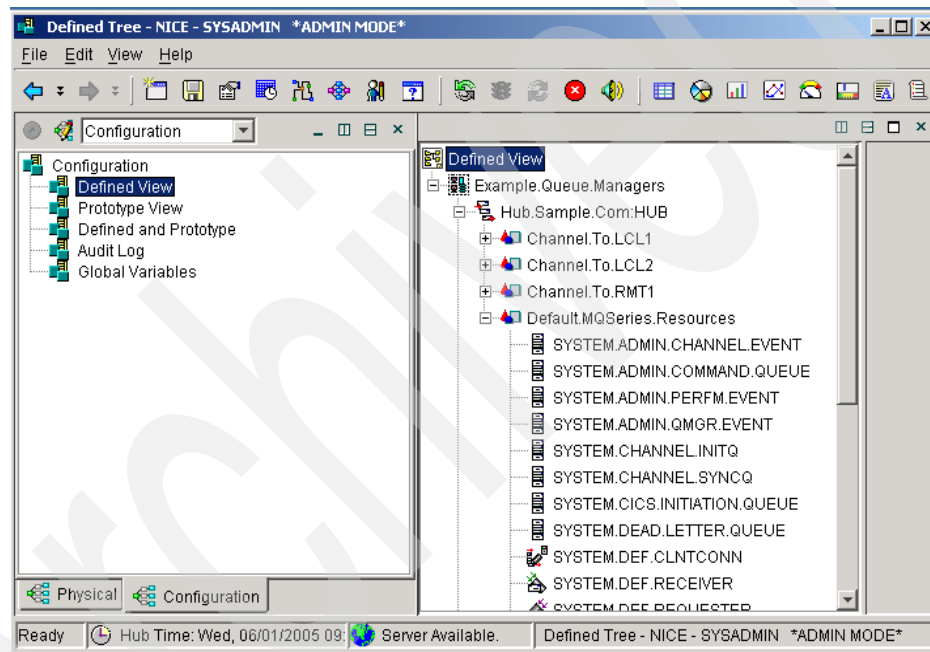 Defined Tree - NICE - SYSADMIN *ADMIN MODE*
File Edit View Help
Configuration
Configuration
Defined View
Prototype View
Defined and Prototype
Audit Log
Global Variables
Physical
Configuration
Defined View
Example.Queue.Managers
Hub.Sample.Com:HUB
Channel.To.LCL1
Channel.To.LCL2
Channel.To.RMT1
Default.MQSeries.Resources
SYSTEM.ADMIN.CHANNEL.EVENT
SYSTEM.ADMIN.COMMAND.QUEUE
SYSTEM.ADMIN.PERFM.EVENT
SYSTEM.ADMIN.QMGR.EVENT
SYSTEM.CHANNEL.INITQ
SYSTEM.CHANNEL.SYNCQ
SYSTEM.CICS.INITIATION.QUEUE
SYSTEM.DEAD.LETTER.QUEUE
SYSTEM.DEF.CLNTCONN
SYSTEM.DEF.RECEIVER
SYSTEM.DEF.REQUESTER
Ready
Hub Time: Wed, 06/01/2005 09:
Server Available.
Defined Tree - NICE - SYSADMIN *ADMIN MODE*